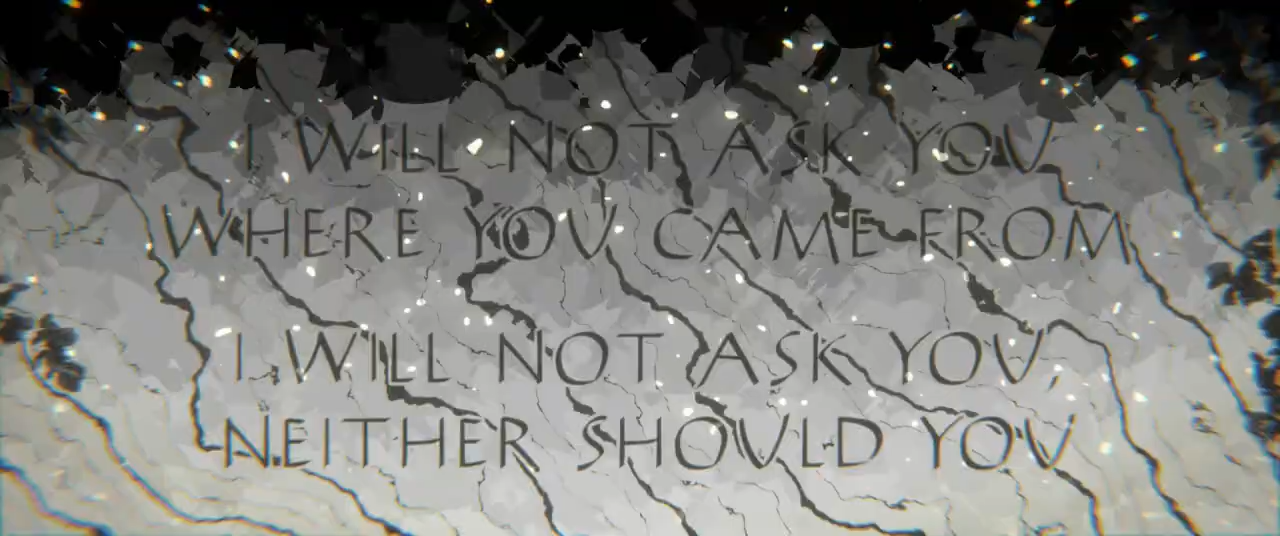 I WILL NOT ASK YOU
WHERE YOU CAME FROM
I WILL NOT ASK YOU,
NEITHER SHOULD YOU